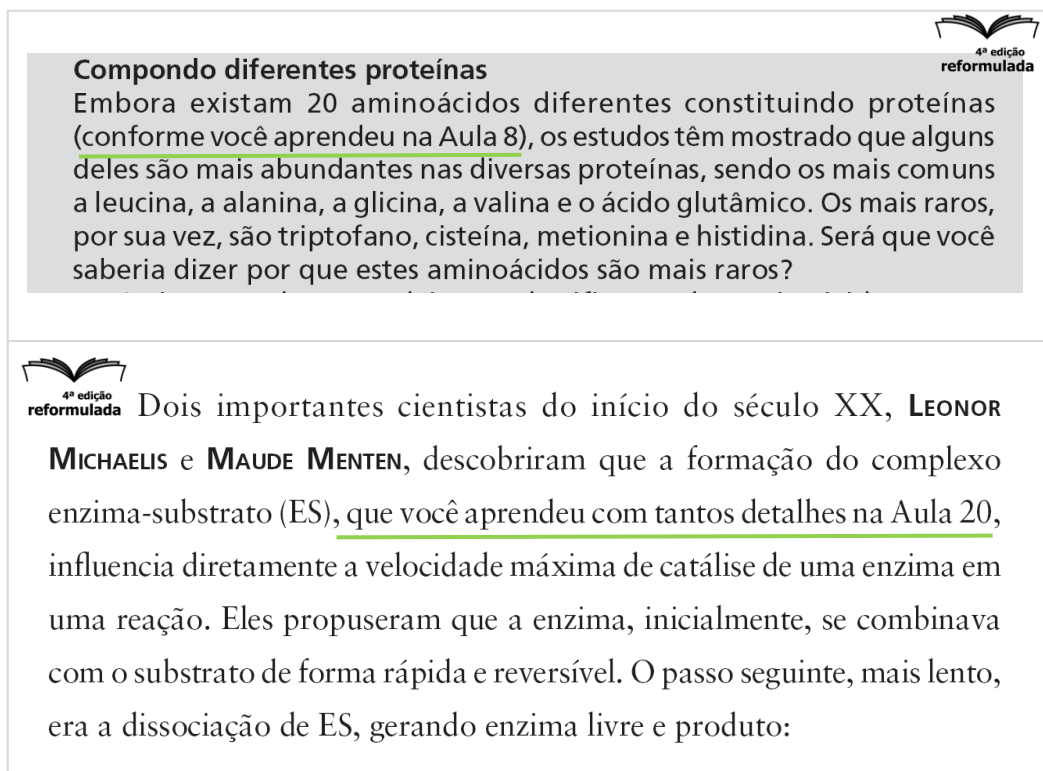 4ª edição
reformulada
Compondo diferentes proteínas
Embora existam 20 aminoácidos diferentes constituindo proteínas
(conforme você aprendeu na Aula 8), os estudos têm mostrado que alguns
deles são mais abundantes nas diversas proteínas, sendo os mais comuns
a leucina, a alanina, a glicina, a valina e o ácido glutâmico. Os mais raros,
por sua vez, são triptofano, cisteína, metionina e histidina. Será que você
saberia dizer por que estes aminoácidos são mais raros?
4ª edição
reformulada
Dois importantes cientistas do início do século XX, LEONOR
MICHAELIS e MAUDE MENTEN, descobriram que a formação do complexo
enzima-substrato (ES), que você aprendeu com tantos detalhes na Aula 20,
influencia diretamente a velocidade máxima de catálise de uma enzima em
uma reação. Eles propuseram que a enzima, inicialmente, se combinava
com o substrato de forma rápida e reversível. O passo seguinte, mais lento,
era a dissociação de ES, gerando enzima livre e produto: